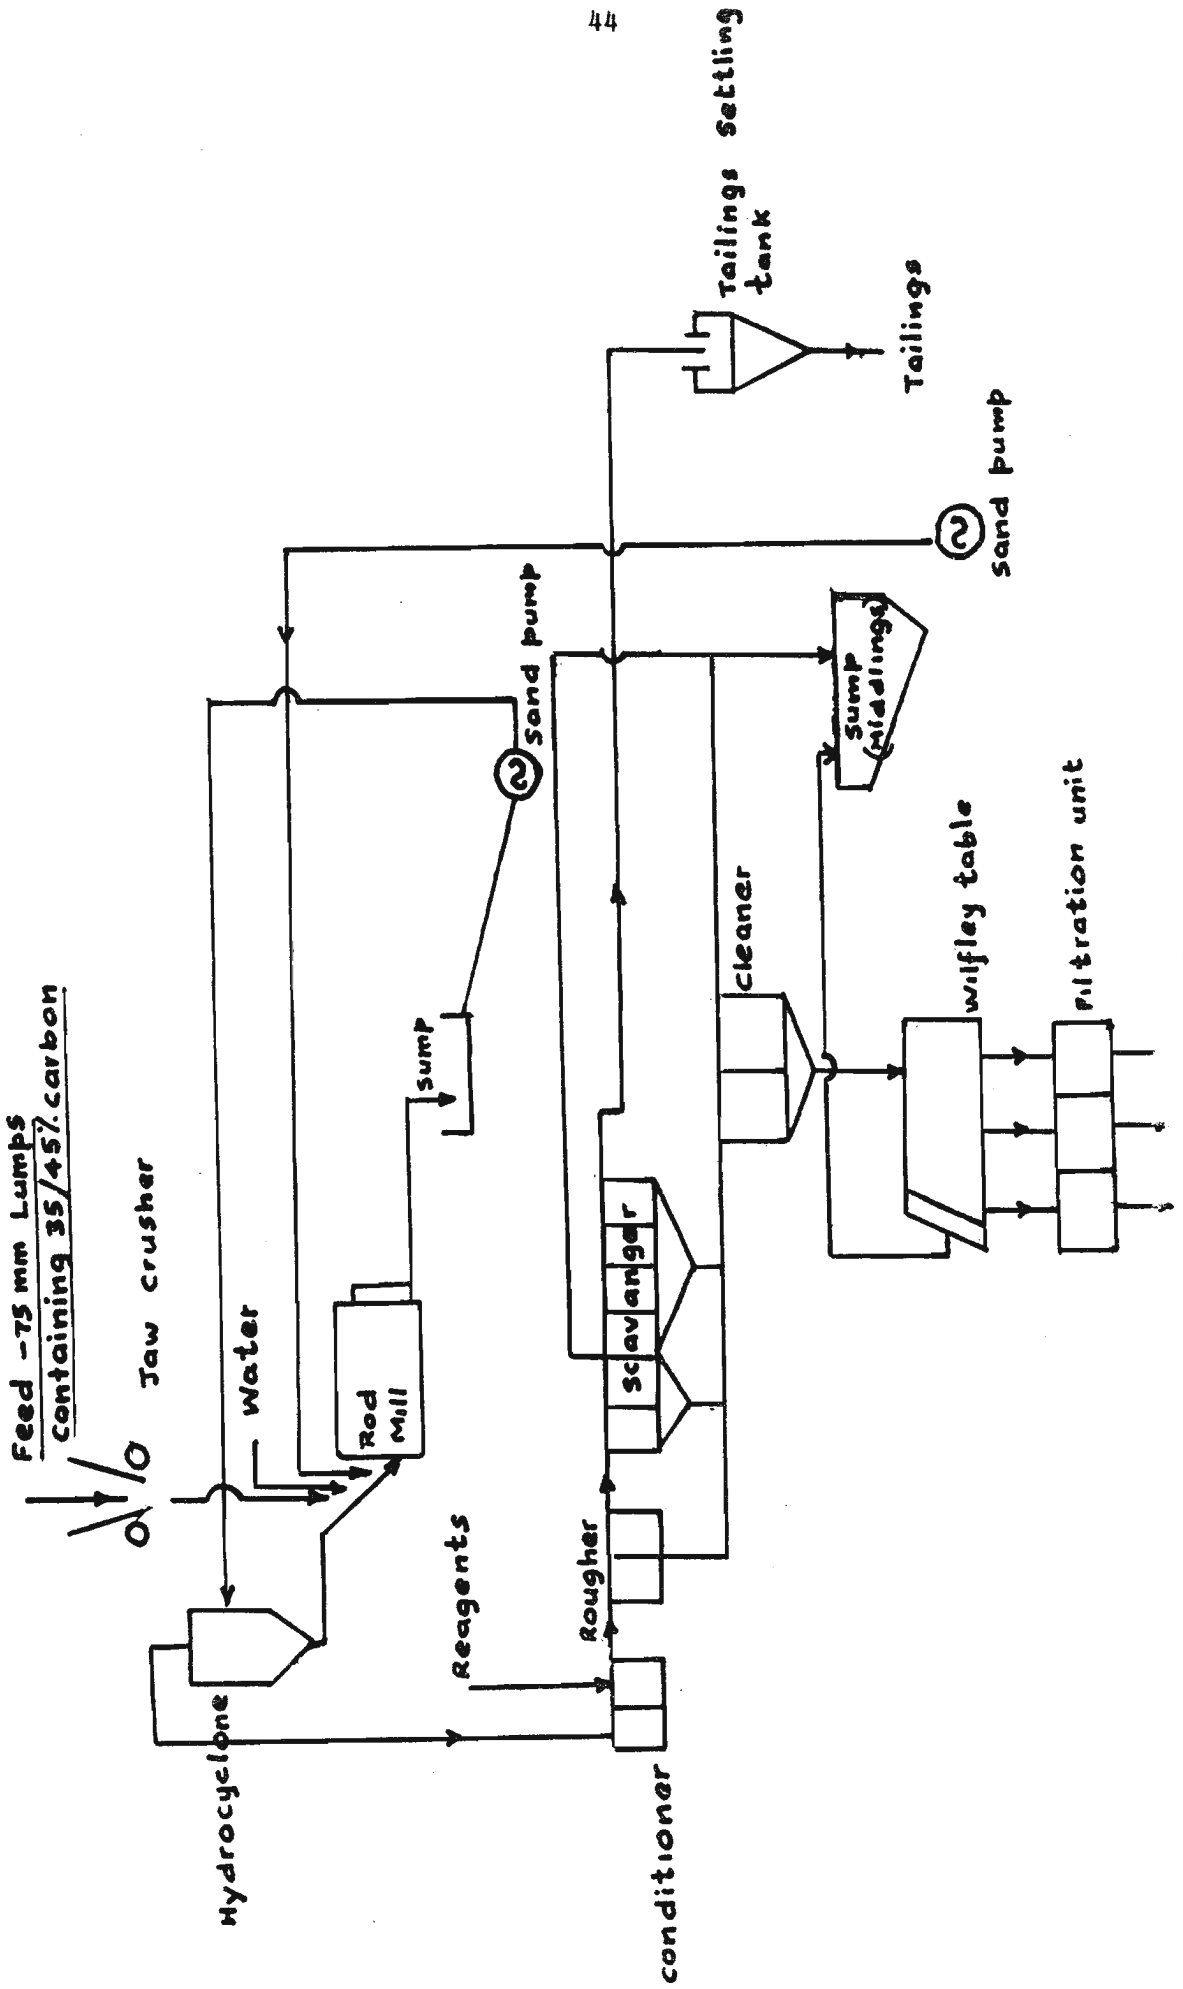 44
Feed -75 mm Lumps
containing 35/45% carbon
Jaw crusher
Water
Hydrocyclone
Rod
Mill
sump
sand pump
Reagents
conditioner
Rougher
scavanger
cleaner
sump
(Middlings)
sand pump
Tailings settling
tank
Tailings
wilfley table
Filtration unit